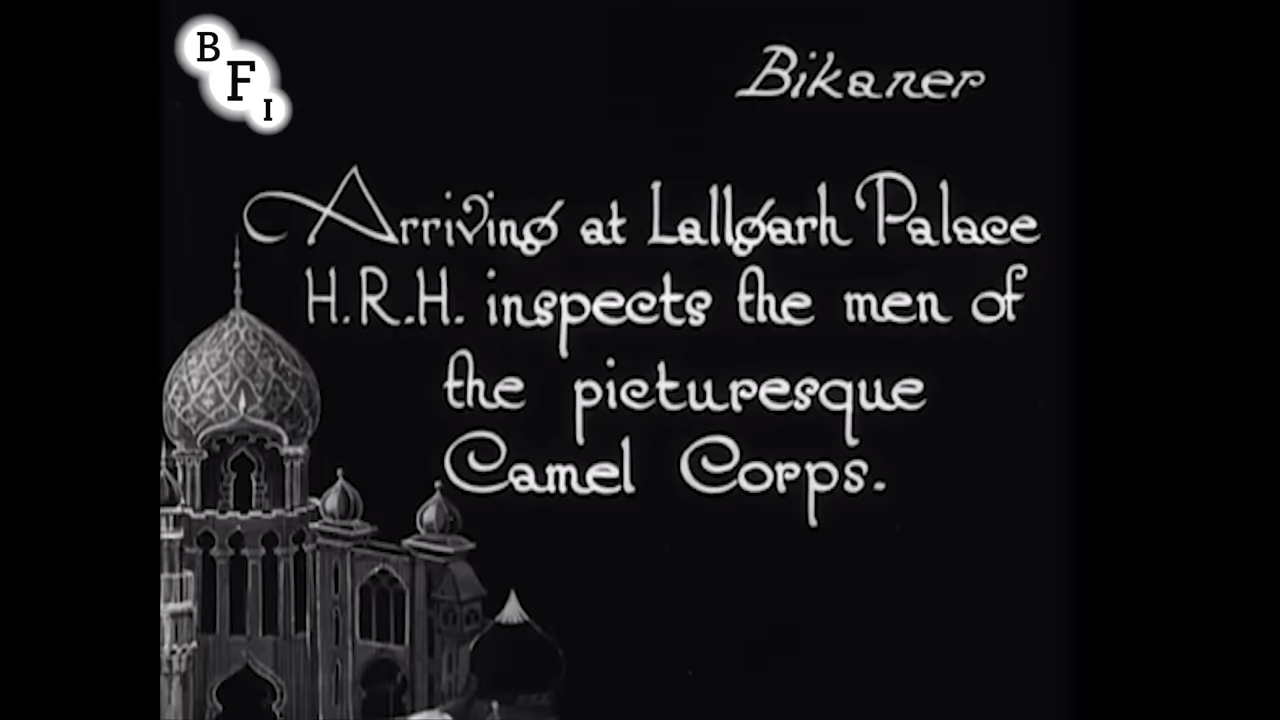 BFI
Bikaner
Arriving at Lallgarh Palace
H.R.H. inspects the men of
the picturesque
Camel Corps.